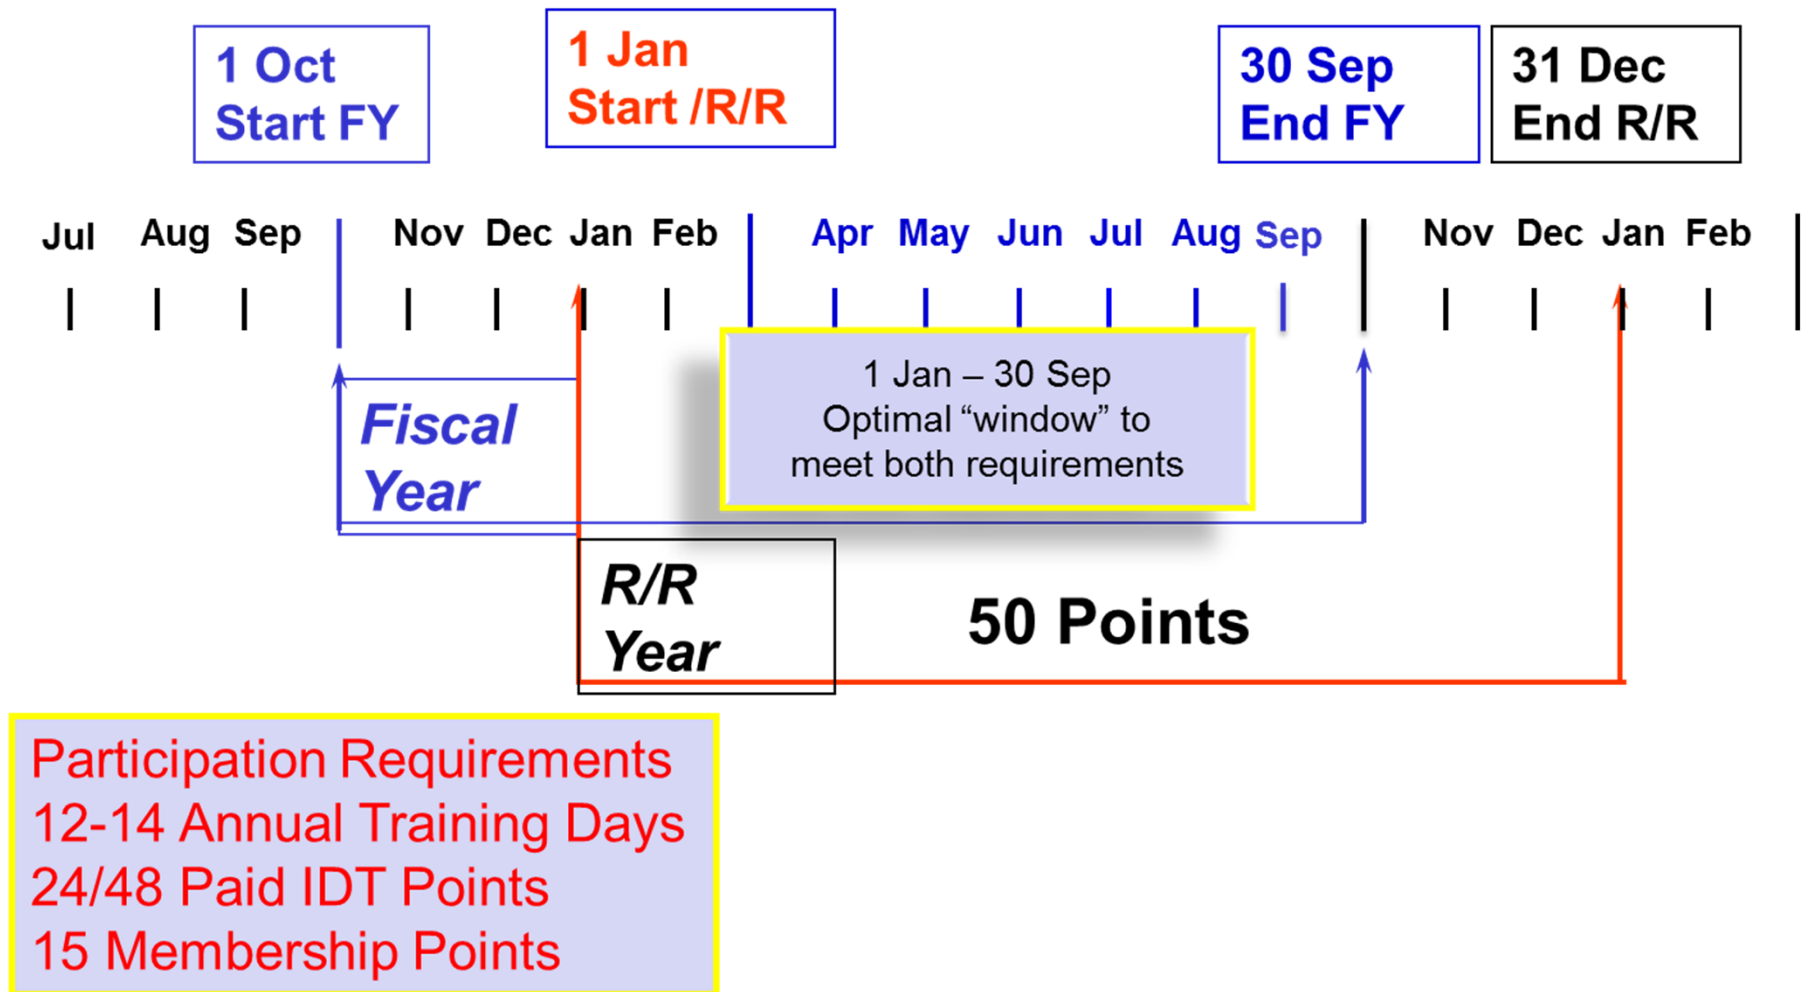 1 Oct
Start FY
1 Jan
Start /R/R
30 Sep
End FY
31 Dec
End R/R
Jul Aug Sep Nov Dec Jan Feb Apr May Jun Jul Aug Sep Nov Dec Jan Feb
1 Jan – 30 Sep
Optimal “window” to
meet both requirements
Fiscal
Year
R/R
Year
50 Points
Participation Requirements
12-14 Annual Training Days
24/48 Paid IDT Points
15 Membership Points